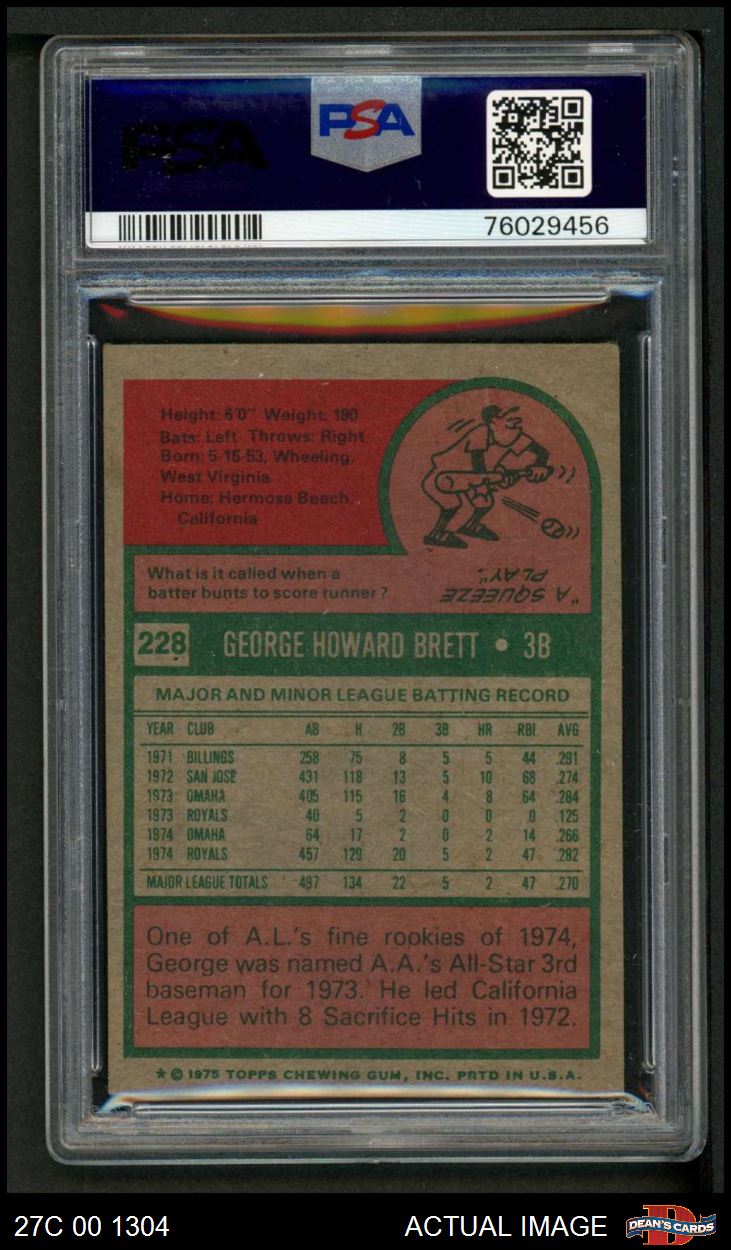 PSA
PSA
76029456
Height: 6'0" Weight: 190
Bats: Left Throws: Right
Born: 5-15-53, Wheeling,
West Virginia
Home: Hermosa Beach,
California
What is it called when a
batter bunts to score runner?
"A SQUEEZE
PLAY".
228 GEORGE HOWARD BRETT • 3B
MAJOR AND MINOR LEAGUE BATTING RECORD
YEAR CLUB AB H 2B 3B HR RBI AVG
1971 BILLINGS 258 75 8 5 5 44 .291
1972 SAN JOSE 431 118 13 5 10 68 .274
1973 OMAHA 405 115 16 4 8 64 .284
1973 ROYALS 40 5 2 0 0 0 .125
1974 OMAHA 64 17 2 0 2 14 .266
1974 ROYALS 457 129 20 5 2 47 .282
MAJOR LEAGUE TOTALS 497 134 22 5 2 47 .270
One of A.L.'s fine rookies of 1974,
George was named A.A.'s All-Star 3rd
baseman for 1973. He led California
League with 8 Sacrifice Hits in 1972.
* © 1975 TOPPS CHEWING GUM, INC. PRTD IN U.S.A.
27C 00 1304 ACTUAL IMAGE D DEAN'S CARDS